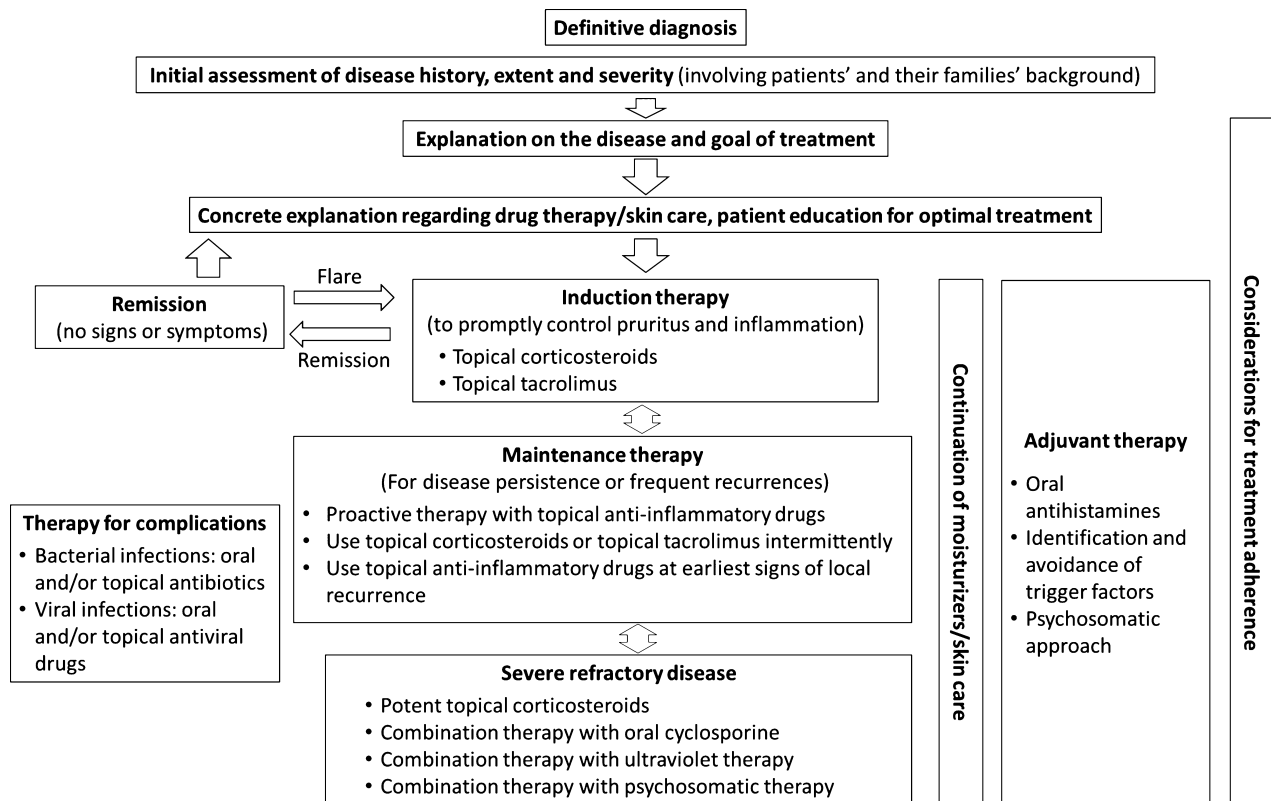 Definitive diagnosis
Initial assessment of disease history, extent and severity (involving patients’ and their families’ background)
Explanation on the disease and goal of treatment
Concrete explanation regarding drug therapy/skin care, patient education for optimal treatment
Remission
(no signs or symptoms)
Flare
Remission
Induction therapy
(to promptly control pruritus and inflammation)
• Topical corticosteroids
• Topical tacrolimus
Maintenance therapy
(For disease persistence or frequent recurrences)
• Proactive therapy with topical anti-inflammatory drugs
• Use topical corticosteroids or topical tacrolimus intermittently
• Use topical anti-inflammatory drugs at earliest signs of local
recurrence
Therapy for complications
• Bacterial infections: oral
and/or topical antibiotics
• Viral infections: oral
and/or topical antiviral
drugs
Severe refractory disease
• Potent topical corticosteroids
• Combination therapy with oral cyclosporine
• Combination therapy with ultraviolet therapy
• Combination therapy with psychosomatic therapy
Continuation of moisturizers/skin care
Adjuvant therapy
• Oral
antihistamines
• Identification and
avoidance of
trigger factors
• Psychosomatic
approach
Considerations for treatment adherence